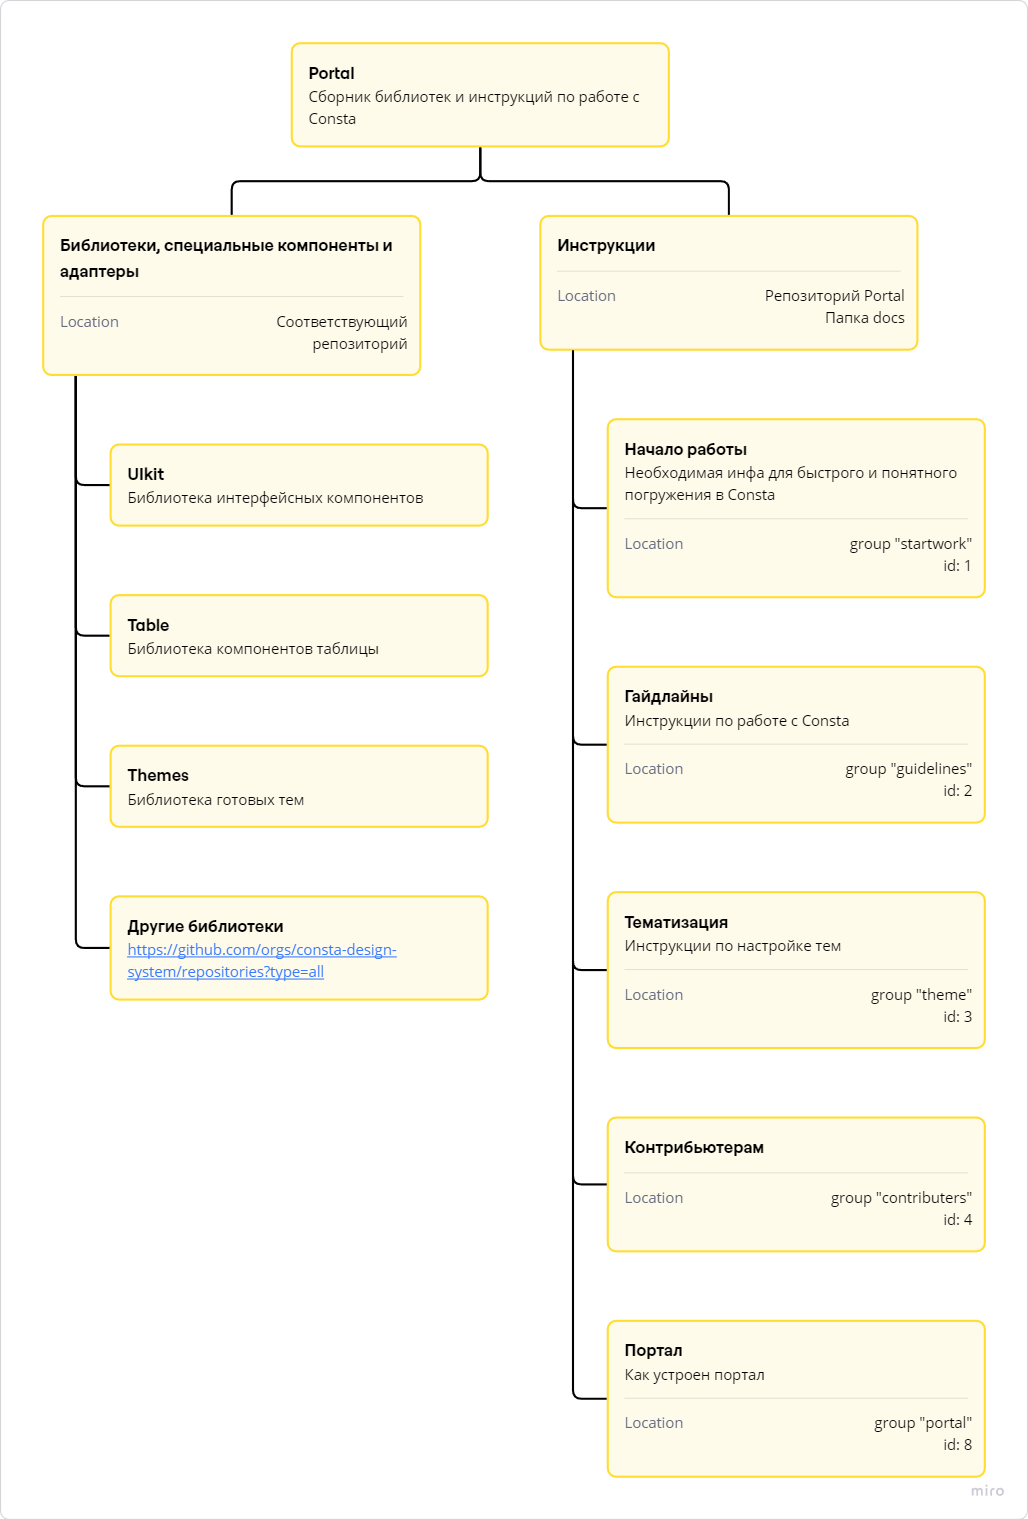 Portal
Сборник библиотек и инструкций по работе с
Consta
Библиотеки, специальные компоненты и
адаптеры
Location
Соответствующий
репозиторий
UIkit
Библиотека интерфейсных компонентов
Table
Библиотека компонентов таблицы
Themes
Библиотека готовых тем
Другие библиотеки
https://github.com/orgs/consta-design-
system/repositories?type=all
Инструкции
Location
Репозиторий Portal
Папка docs
Начало работы
Необходимая инфа для быстрого и понятного
погружения в Consta
Location
group "startwork"
id: 1
Гайдлайны
Инструкции по работе с Consta
Location
group "guidelines"
id: 2
Тематизация
Инструкции по настройке тем
Location
group "theme"
id: 3
Контрибьютерам
Location
group "contributers"
id: 4
Портал
Как устроен портал
Location
group "portal"
id: 8
miro